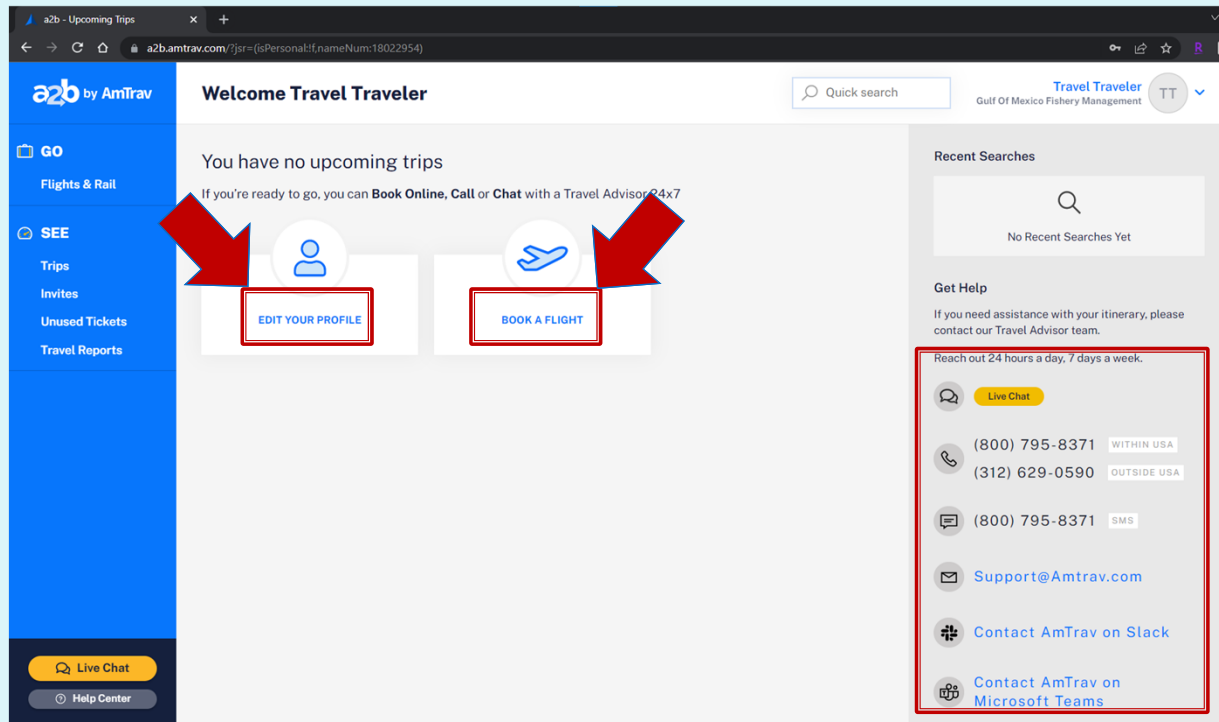 a2b - Upcoming Trips
a2b.amtrav.com/?jsr=(isPersonal:!f,nameNum:18022954)
R
a2b by AmTrav
Welcome Travel Traveler
Quick search
Travel Traveler
Gulf Of Mexico Fishery Management
TT
GO
Flights & Rail
SEE
Trips
Invites
Unused Tickets
Travel Reports
Live Chat
Help Center
You have no upcoming trips
If you're ready to go, you can Book Online, Call or Chat with a Travel Advisor 24x7
EDIT YOUR PROFILE
BOOK A FLIGHT
Recent Searches
No Recent Searches Yet
Get Help
If you need assistance with your itinerary, please
contact our Travel Advisor team.
Reach out 24 hours a day, 7 days a week.
Live Chat
(800) 795-8371 WITHIN USA
(312) 629-0590 OUTSIDE USA
(800) 795-8371 SMS
Support@Amtrav.com
Contact AmTrav on Slack
Contact AmTrav on
Microsoft Teams